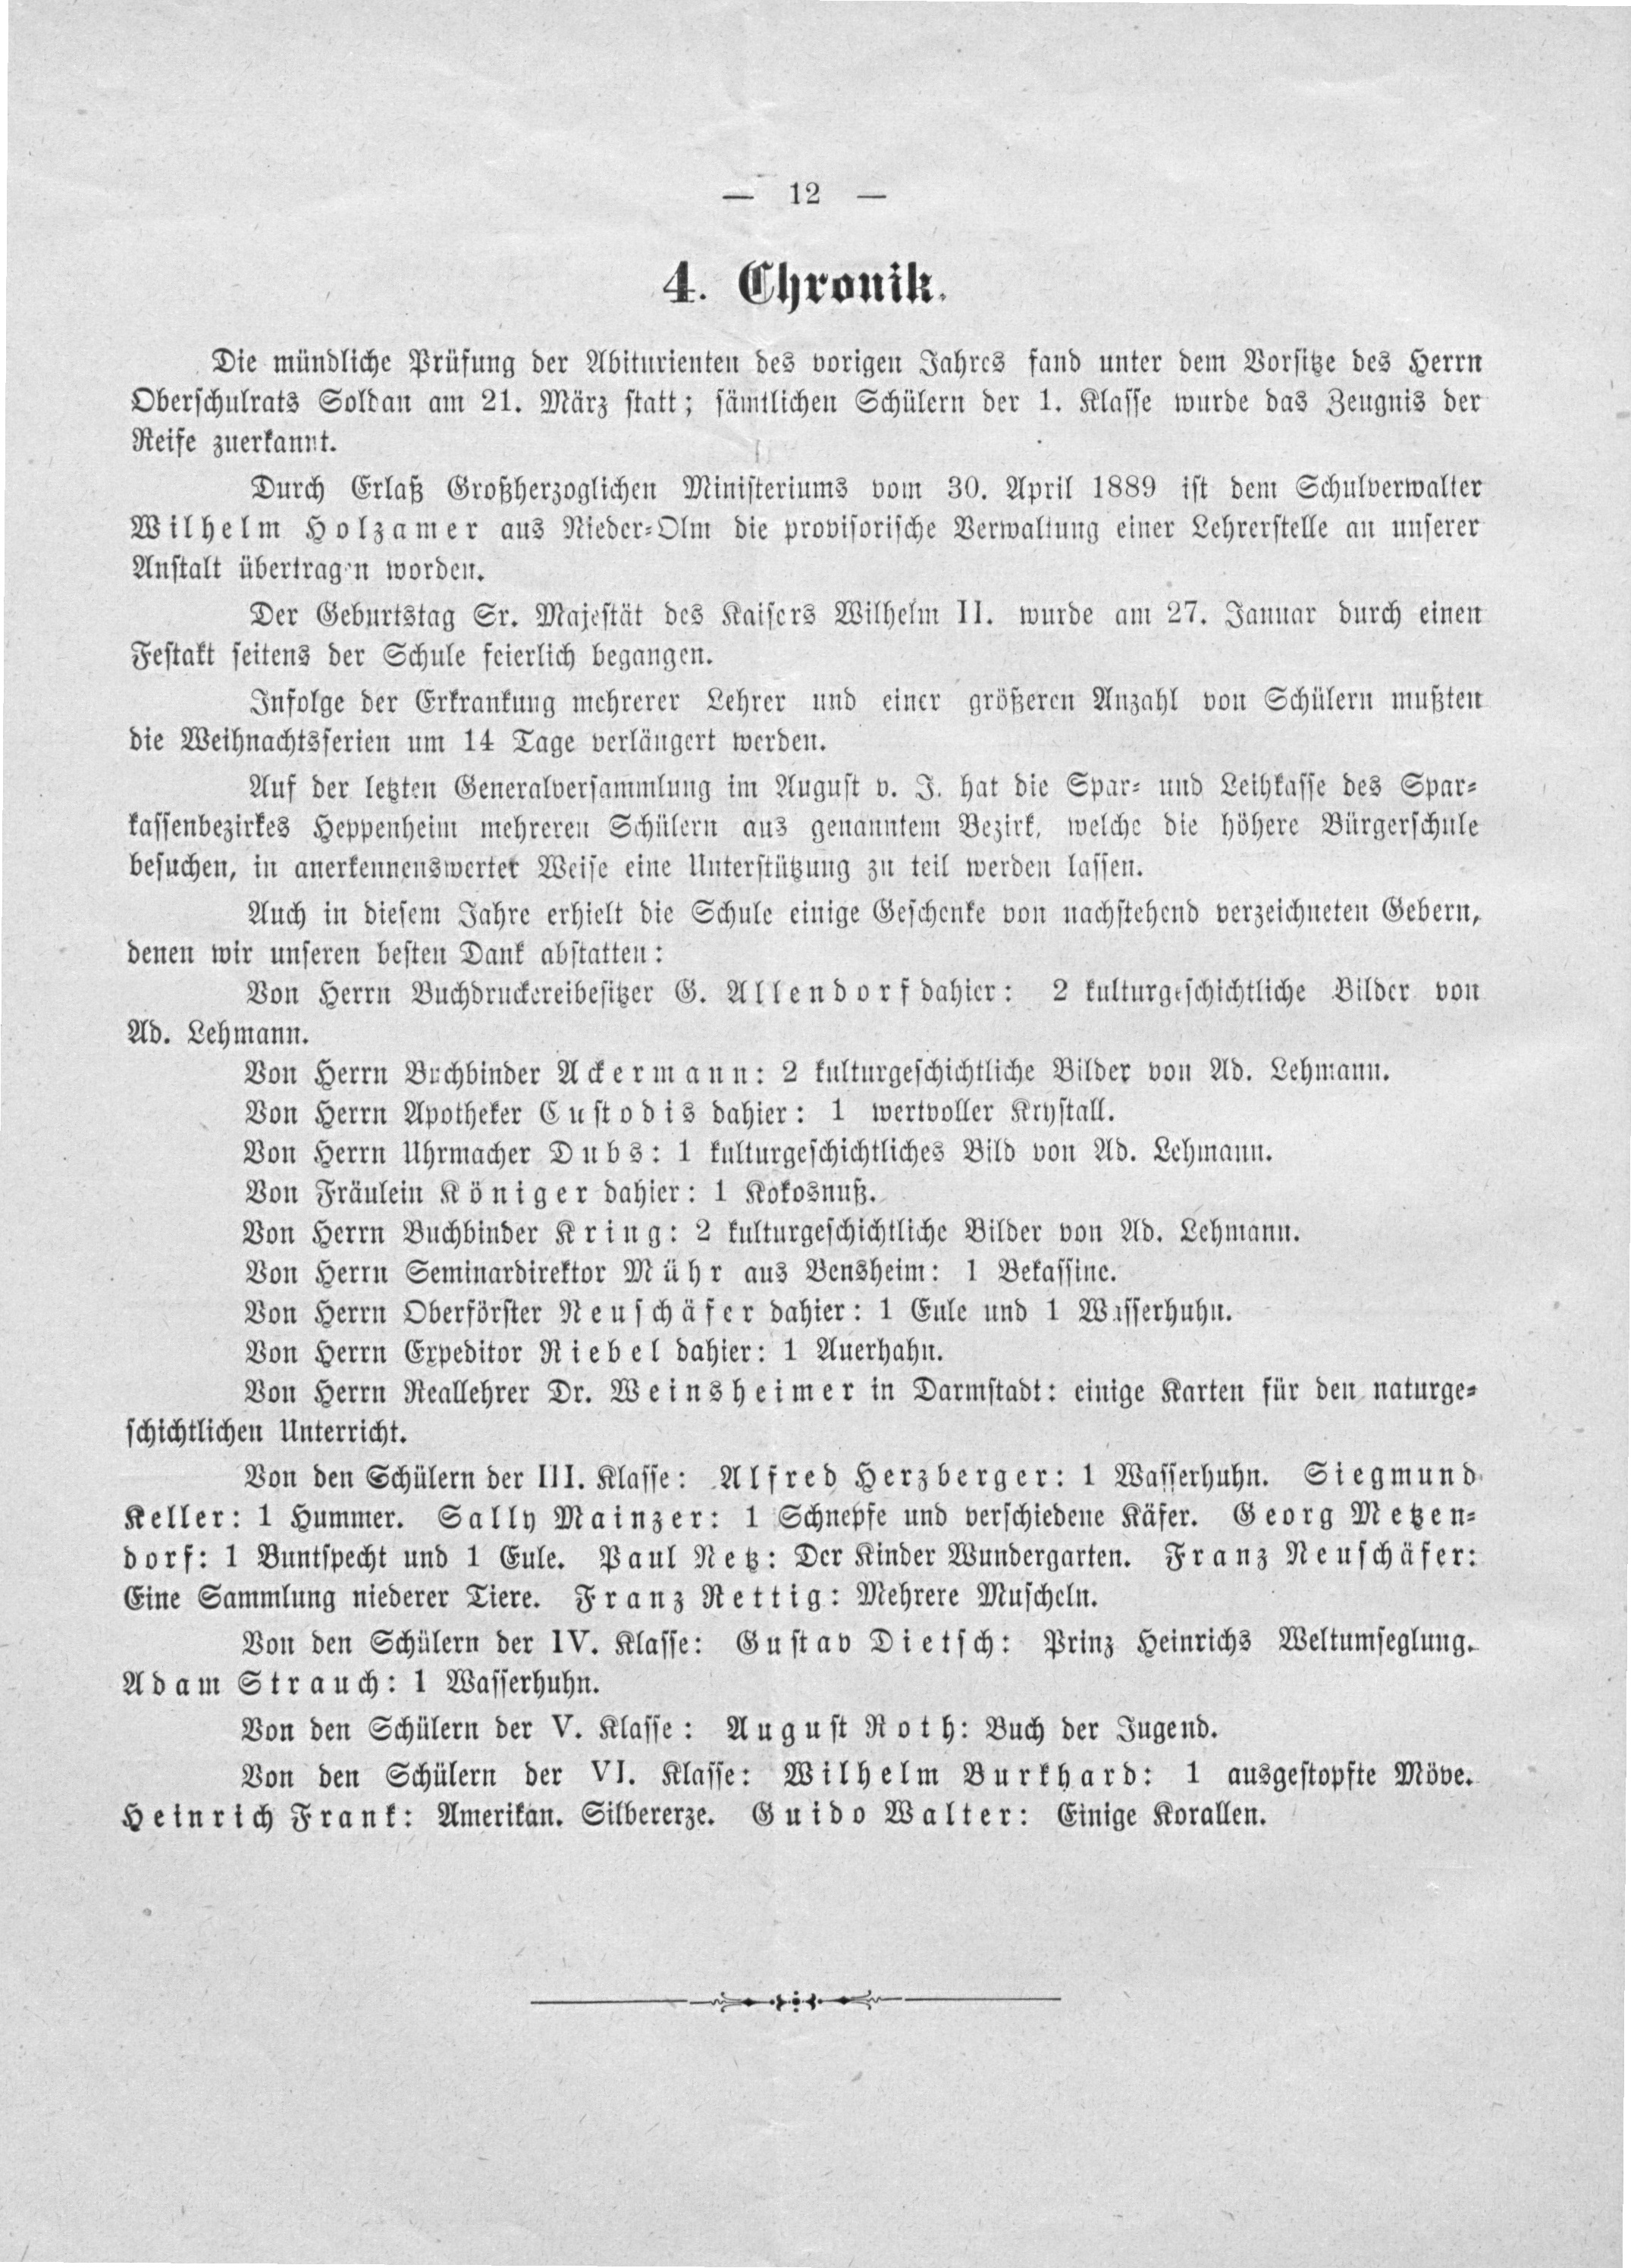 — 12 —
4. Chronik.
Die mündliche Prüfung der Abiturienten des vorigen Jahres fand unter dem Vorsitze des Herrn
Oberschulrats Soldan am 21. März statt; sämtlichen Schülern der 1. Klasse wurde das Zeugnis der
Reife zuerkannt.
Durch Erlaß Großherzoglichen Ministeriums vom 30. April 1889 ist dem Schulverwalter
Wilhelm Holzamer aus Nieder-Olm die provisorische Verwaltung einer Lehrerstelle an unserer
Anstalt übertragen worden.
Der Geburtstag Sr. Majestät des Kaisers Wilhelm II. wurde am 27. Januar durch einen
Festakt seitens der Schule feierlich begangen.
Infolge der Erkrankung mehrerer Lehrer und einer größeren Anzahl von Schülern mußten
die Weihnachtsferien um 14 Tage verlängert werden.
Auf der letzten Generalversammlung im August v. J. hat die Spar- und Leihkasse des Spar-
kassenbezirkes Heppenheim mehreren Schülern aus genanntem Bezirk, welche die höhere Bürgerschule
besuchen, in anerkennenswerter Weise eine Unterstützung zu teil werden lassen.
Auch in diesem Jahre erhielt die Schule einige Geschenke von nachstehend verzeichneten Gebern,
denen wir unseren besten Dank abstatten:
Von Herrn Buchdruckereibesitzer G. Allendorf dahier: 2 kulturgeschichtliche Bilder von
Ad. Lehmann.
Von Herrn Buchbinder Ackermann: 2 kulturgeschichtliche Bilder von Ad. Lehmann.
Von Herrn Apotheker Custodis dahier: 1 wertvoller Krystall.
Von Herrn Uhrmacher Dubs: 1 kulturgeschichtliches Bild von Ad. Lehmann.
Von Fräulein Königer dahier: 1 Kokosnuß.
Von Herrn Buchbinder Kring: 2 kulturgeschichtliche Bilder von Ad. Lehmann.
Von Herrn Seminardirektor Mühr aus Bensheim: 1 Bekassine.
Von Herrn Oberförster Neuschäfer dahier: 1 Eule und 1 Wasserhuhn.
Von Herrn Expeditor Riebel dahier: 1 Auerhahn.
Von Herrn Reallehrer Dr. Weinsheimer in Darmstadt: einige Karten für den naturge-
schichtlichen Unterricht.
Von den Schülern der III. Klasse: Alfred Herzberger: 1 Wasserhuhn. Siegmund
Keller: 1 Hummer. Sally Mainzer: 1 Schnepfe und verschiedene Käfer. Georg Metzen-
dorf: 1 Buntspecht und 1 Eule. Paul Netz: Der Kinder Wundergarten. Franz Neuschäfer:
Eine Sammlung niederer Tiere. Franz Rettig: Mehrere Muscheln.
Von den Schülern der IV. Klasse: Gustav Dietsch: Prinz Heinrichs Weltumseglung.
Adam Strauch: 1 Wasserhuhn.
Von den Schülern der V. Klasse: August Roth: Buch der Jugend.
Von den Schülern der VI. Klasse: Wilhelm Burkhard: 1 ausgestopfte Möve.
Heinrich Frank: Amerikan. Silbererze. Guido Walter: Einige Korallen.